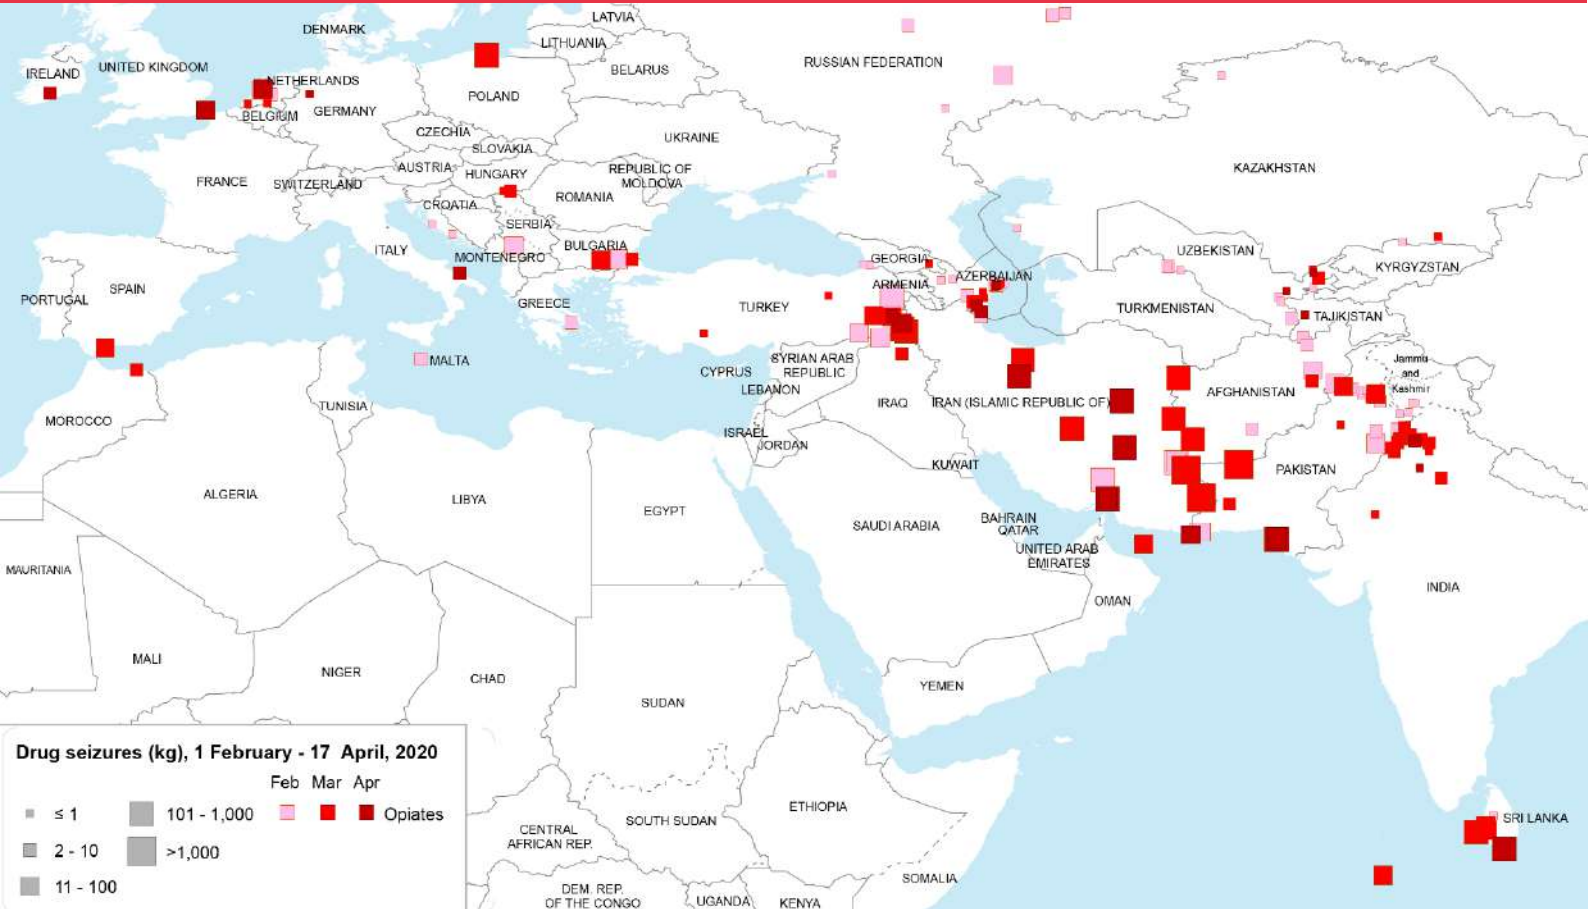 LATVIA
DENMARK
LITHUANIA
RUSSIAN FEDERATION
UNITED KINGDOM
IRELAND
BELARUS
NETHERLANDS
POLAND
GERMANY
BELGIUM
CZECHIA
UKRAINE
SLOVAKIA
AUSTRIA
HUNGARY
REPUBLIC OF
MOLDOVA
KAZAKHSTAN
FRANCE
SWITZERLAND
ROMANIA
CROATIA
SERBIA
BULGARIA
ITALY
MONTENEGRO
GEORGIA
UZBEKISTAN
KYRGYZSTAN
AZERBAIJAN
ARMENIA
SPAIN
PORTUGAL
GREECE
TURKEY
TURKMENISTAN
TAJIKISTAN
MALTA
SYRIAN ARAB
REPUBLIC
CYPRUS
LEBANON
Jammu
and
Kashmir
AFGHANISTAN
TUNISIA
IRAQ
IRAN (ISLAMIC REPUBLIC OF)
MOROCCO
ISRAEL
JORDAN
KUWAIT
PAKISTAN
ALGERIA
LIBYA
EGYPT
SAUDI ARABIA
BAHRAIN
QATAR
UNITED ARAB
EMIRATES
MAURITANIA
INDIA
OMAN
MALI
NIGER
CHAD
SUDAN
YEMEN
ETHIOPIA
SOUTH SUDAN
SRI LANKA
CENTRAL
AFRICAN REP.
SOMALIA
DEM. REP.
OF THE CONGO
UGANDA
KENYA
Drug seizures (kg), 1 February - 17 April, 2020
Feb Mar Apr
≤ 1
101 - 1,000
Opiates
2 - 10
>1,000
11 - 100